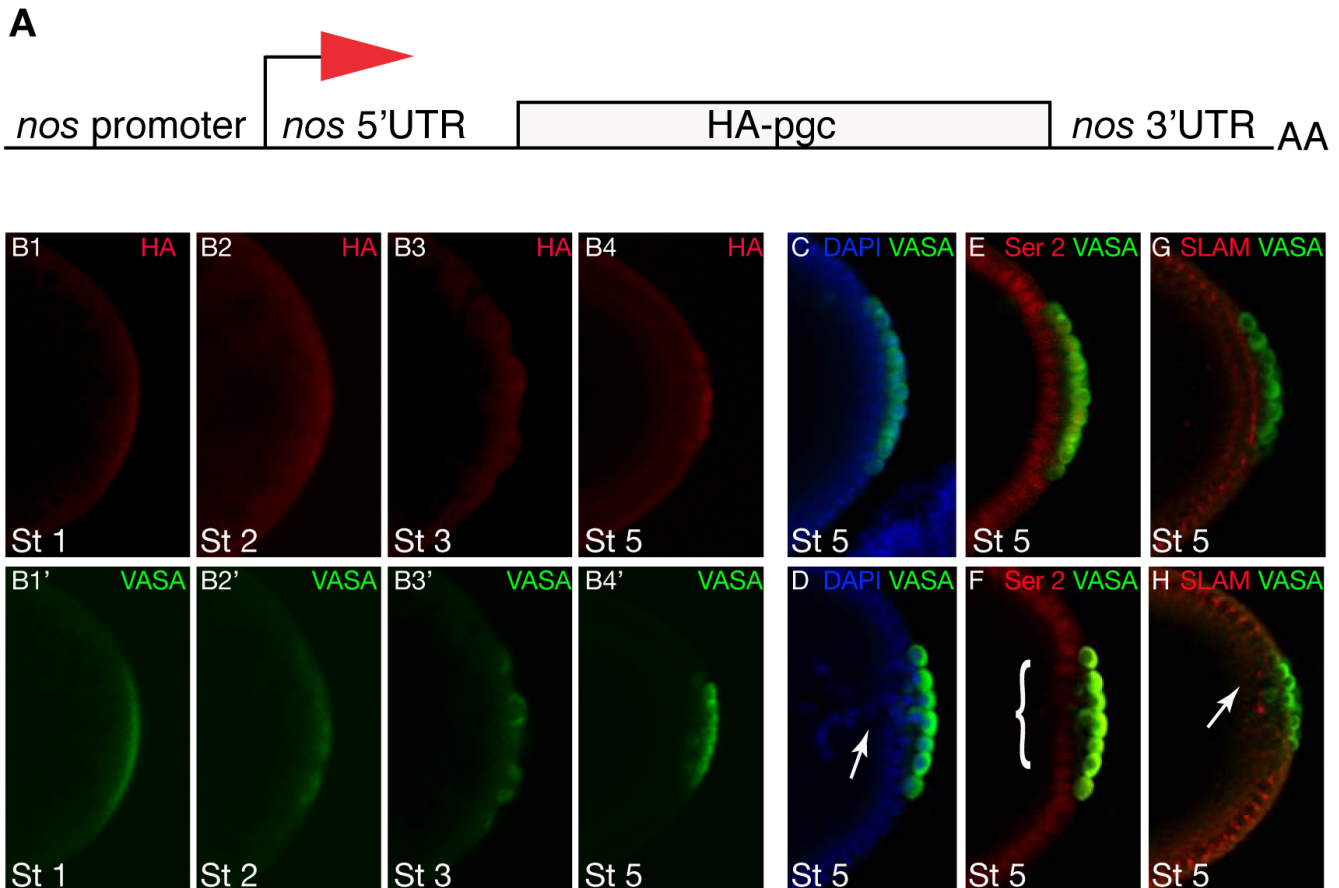 A
nos promoter nos 5’UTR HA-pgc nos 3’UTR AA
B1 HA B2 HA B3 HA B4 HA C DAPI VASA E Ser 2 VASA G SLAM VASA
St 1 St 2 St 3 St 5 St 5 St 5 St 5
B1’ VASA B2’ VASA B3’ VASA B4’ VASA D DAPI VASA F Ser 2 VASA H SLAM VASA
St 1 St 2 St 3 St 5 St 5 St 5 St 5